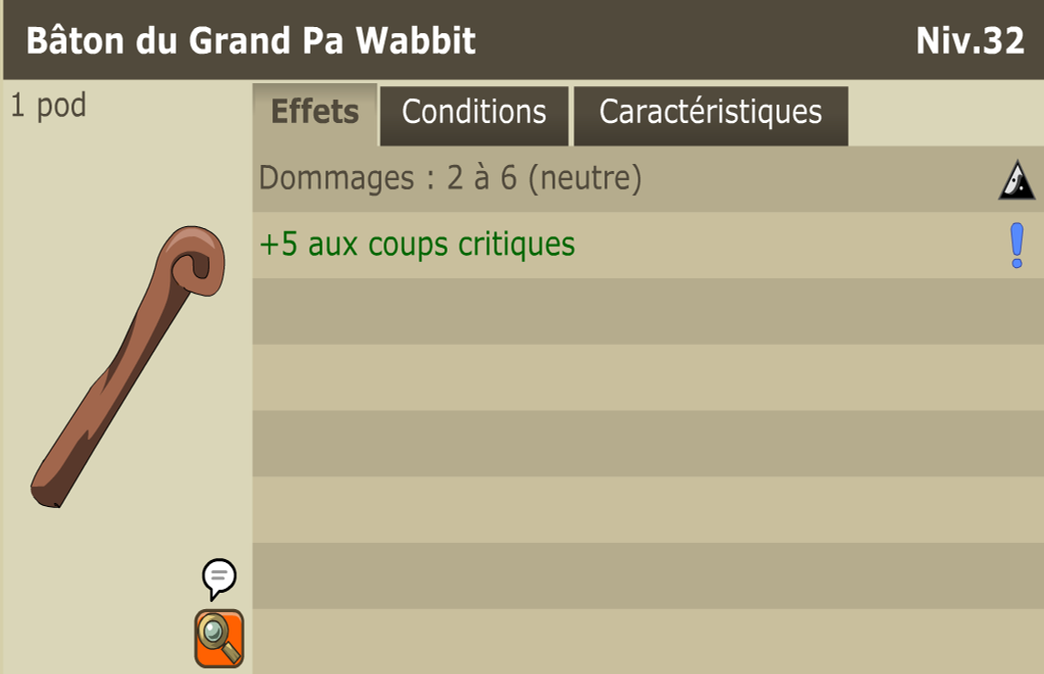 Bâton du Grand Pa Wabbit Niv.32
1 pod
Effets Conditions Caractéristiques
Dommages : 2 à 6 (neutre)
+5 aux coups critiques